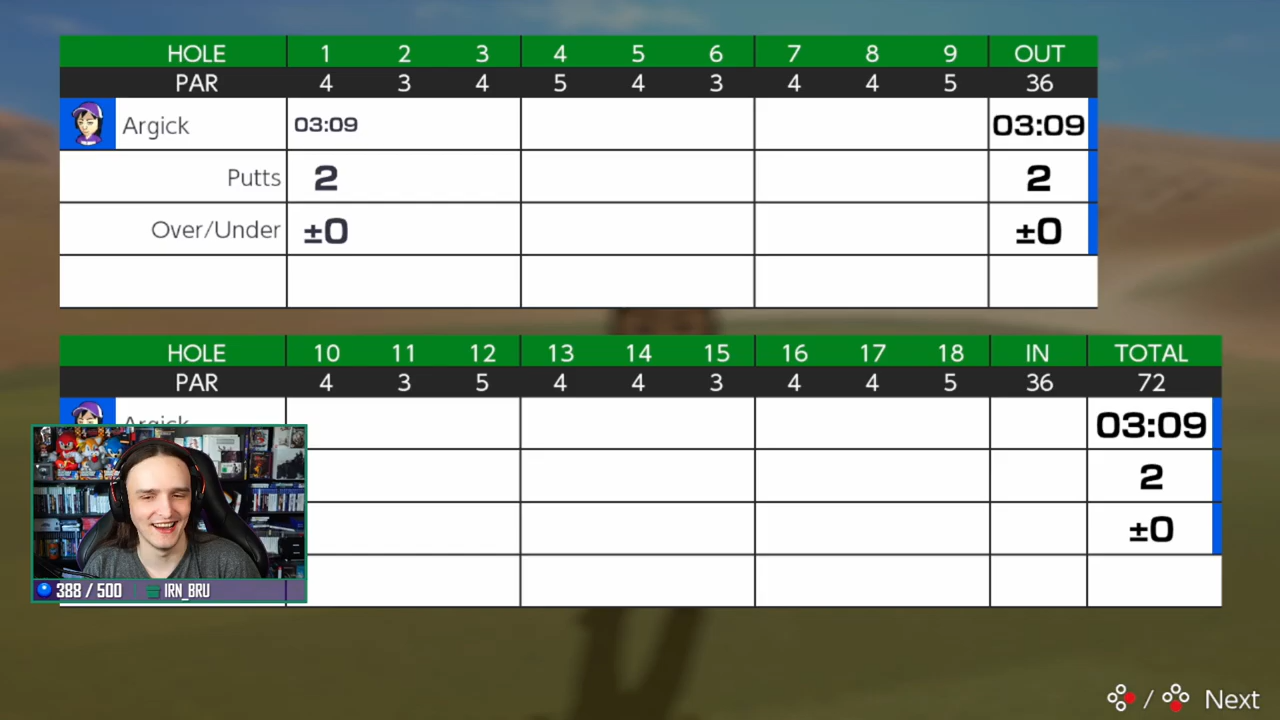 HOLE 1 2 3 4 5 6 7 8 9 OUT
PAR 4 3 4 5 4 3 4 4 5 36
Argick 03:09 03:09
Putts 2 2
Over/Under ±0 ±0
HOLE 10 11 12 13 14 15 16 17 18 IN TOTAL
PAR 4 3 5 4 4 3 4 4 5 36 72
Argick 03:09
2
±0
388 / 500 IRN_BRU
/ Next